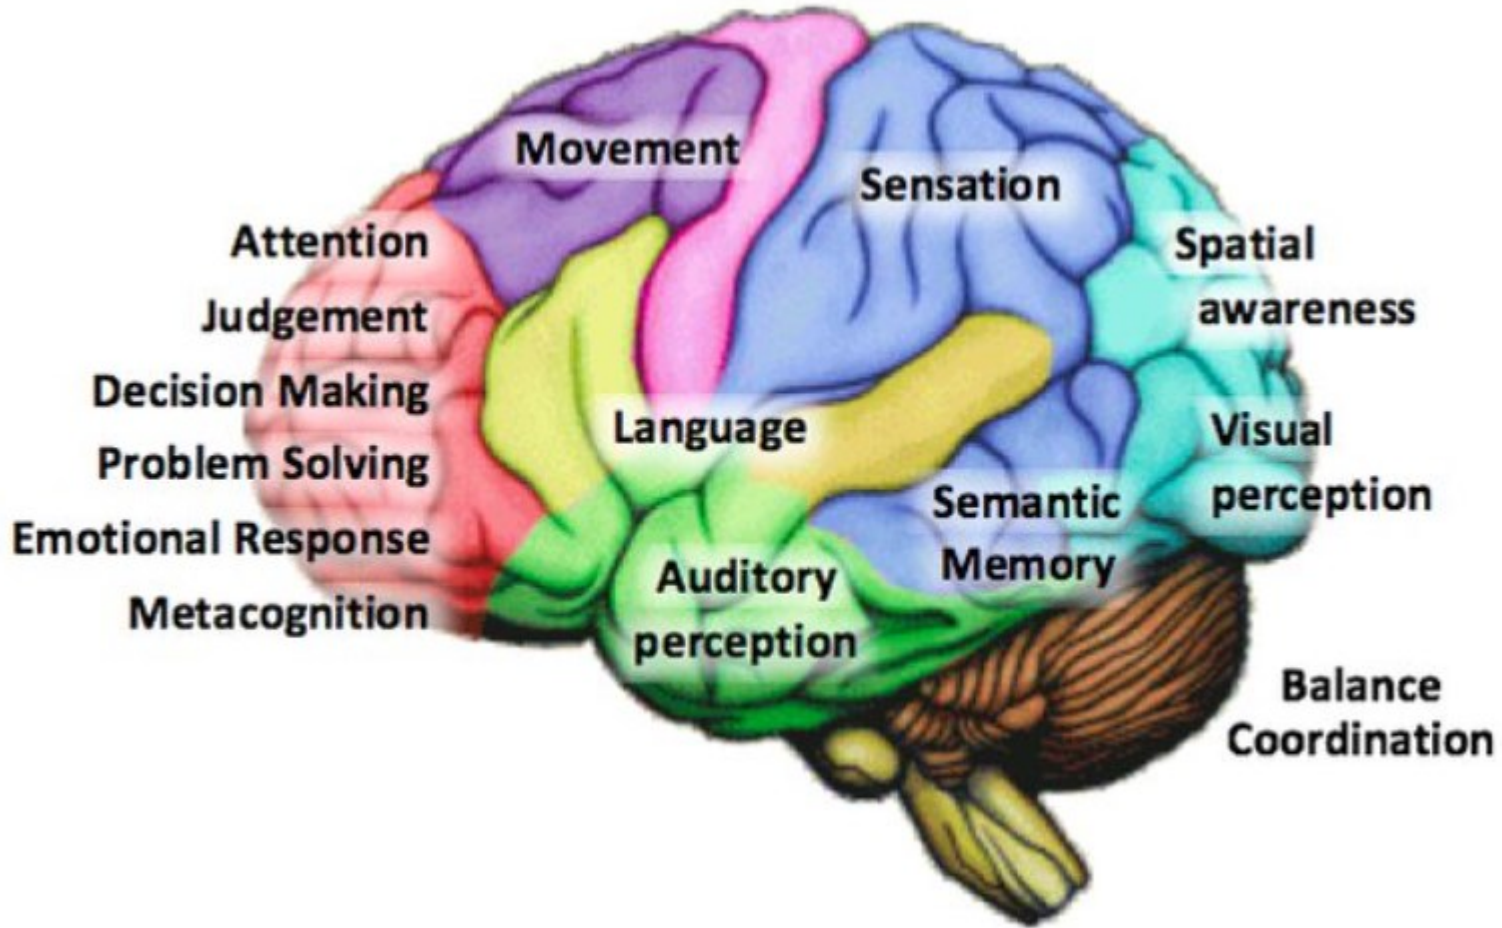 Movement
Sensation
Attention
Judgement
Decision Making
Problem Solving
Emotional Response
Metacognition
Language
Auditory
perception
Semantic
Memory
Spatial
awareness
Visual
perception
Balance
Coordination